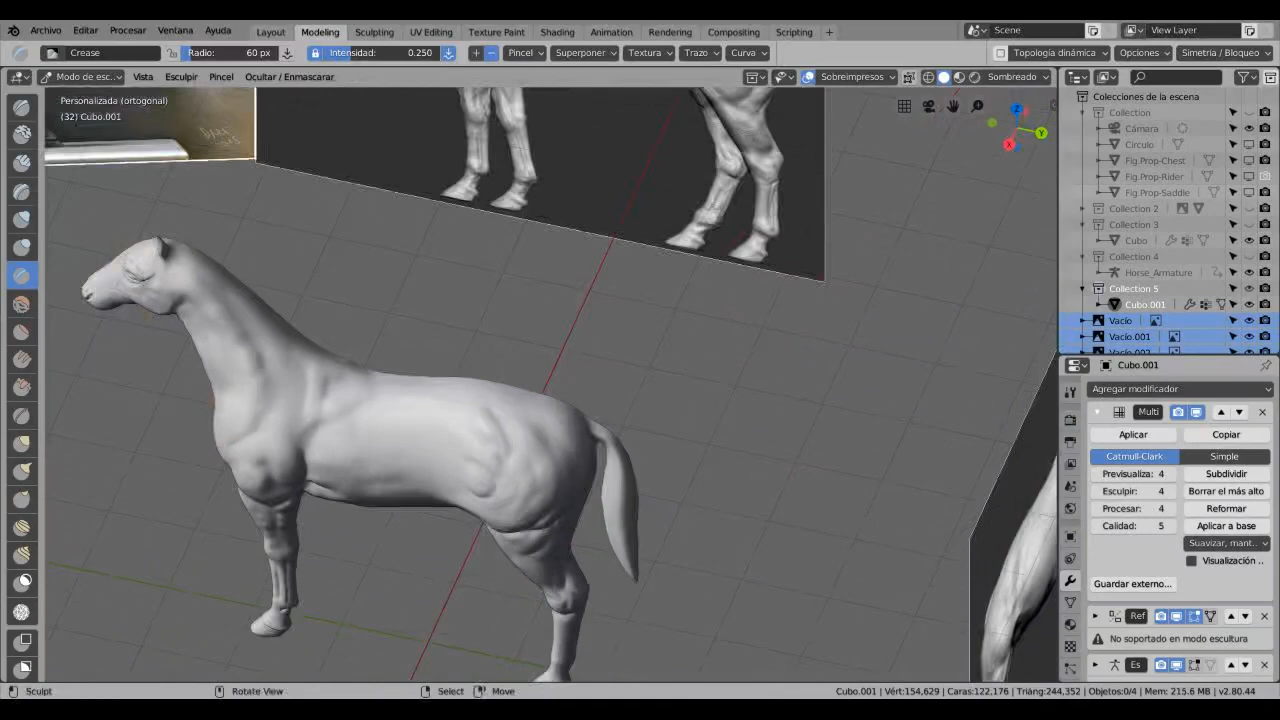 Archivo Editar Procesar Ventana Ayuda Layout Modeling Sculpting UV Editing Texture Paint Shading Animation Rendering Compositing Scripting + Scene View Layer
Crease Radio: 60 px Intensidad: 0.250 Pincel Superponer Textura Trazo Curva Topología dinámica Opciones Simetría / Bloqueo
Modo de esc... Vista Esculpir Pincel Ocultar / Enmascarar Sobreimpresos Sombreado
Personalizada (ortogonal)
(32) Cubo.001
Z
Y
X
Colecciones de la escena
Collection
Cámara
Círculo
Fig.Prop-Chest
Fig.Prop-Rider
Fig.Prop-Saddle
Collection 2
Collection 3
Cubo
Collection 4
Horse_Armature
Collection 5
Cubo.001
Vacío
Vacío.001
Vacío.002
Cubo.001
Agregar modificador
Multi
Aplicar Copiar
Catmull-Clark Simple
Previsualiza: 4 Subdividir
Esculpir: 4 Borrar el más alto
Procesar: 4 Reformar
Calidad: 5 Aplicar a base
Suavizar, mant..
Visualización ..
Guardar externo...
Ref
No soportado en modo escultura
Es
Sculpt Rotate View Select Move Cubo.001 | Vért:154,629 | Caras:122,176 | Triáng:244,352 | Objetos:0/4 | Mem: 215.6 MB | v2.80.44